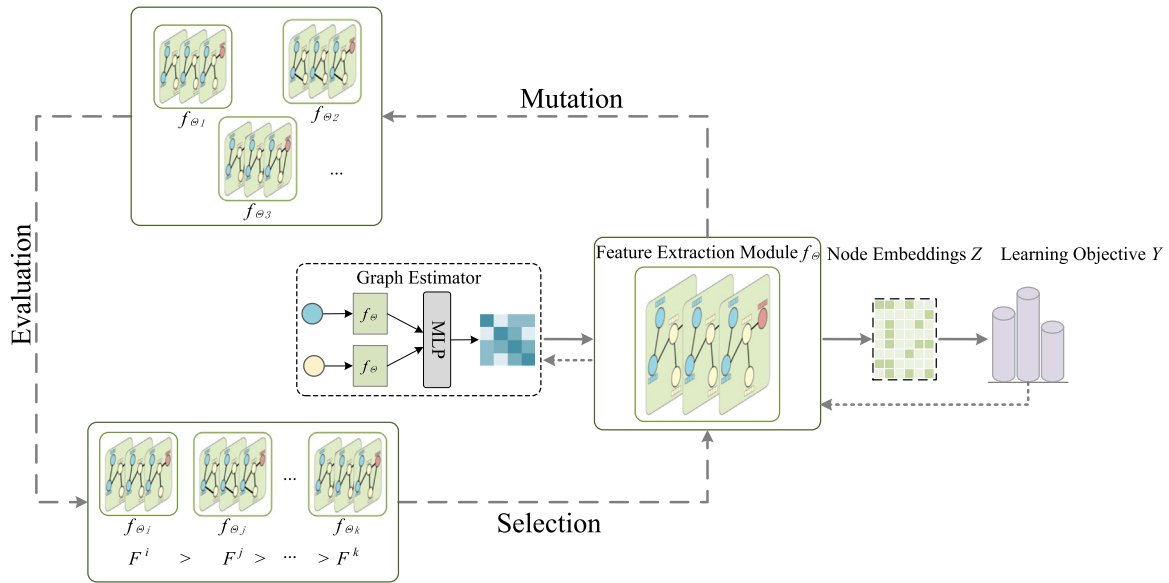 f_Θ1
f_Θ2
f_Θ3
...
Mutation
Evaluation
Graph Estimator
f_Θ
f_Θ
MLP
Feature Extraction Module f_Θ
Node Embeddings Z
Learning Objective Y
f_Θi
f_Θj
...
f_Θk
F^i > F^j > ... > F^k
Selection